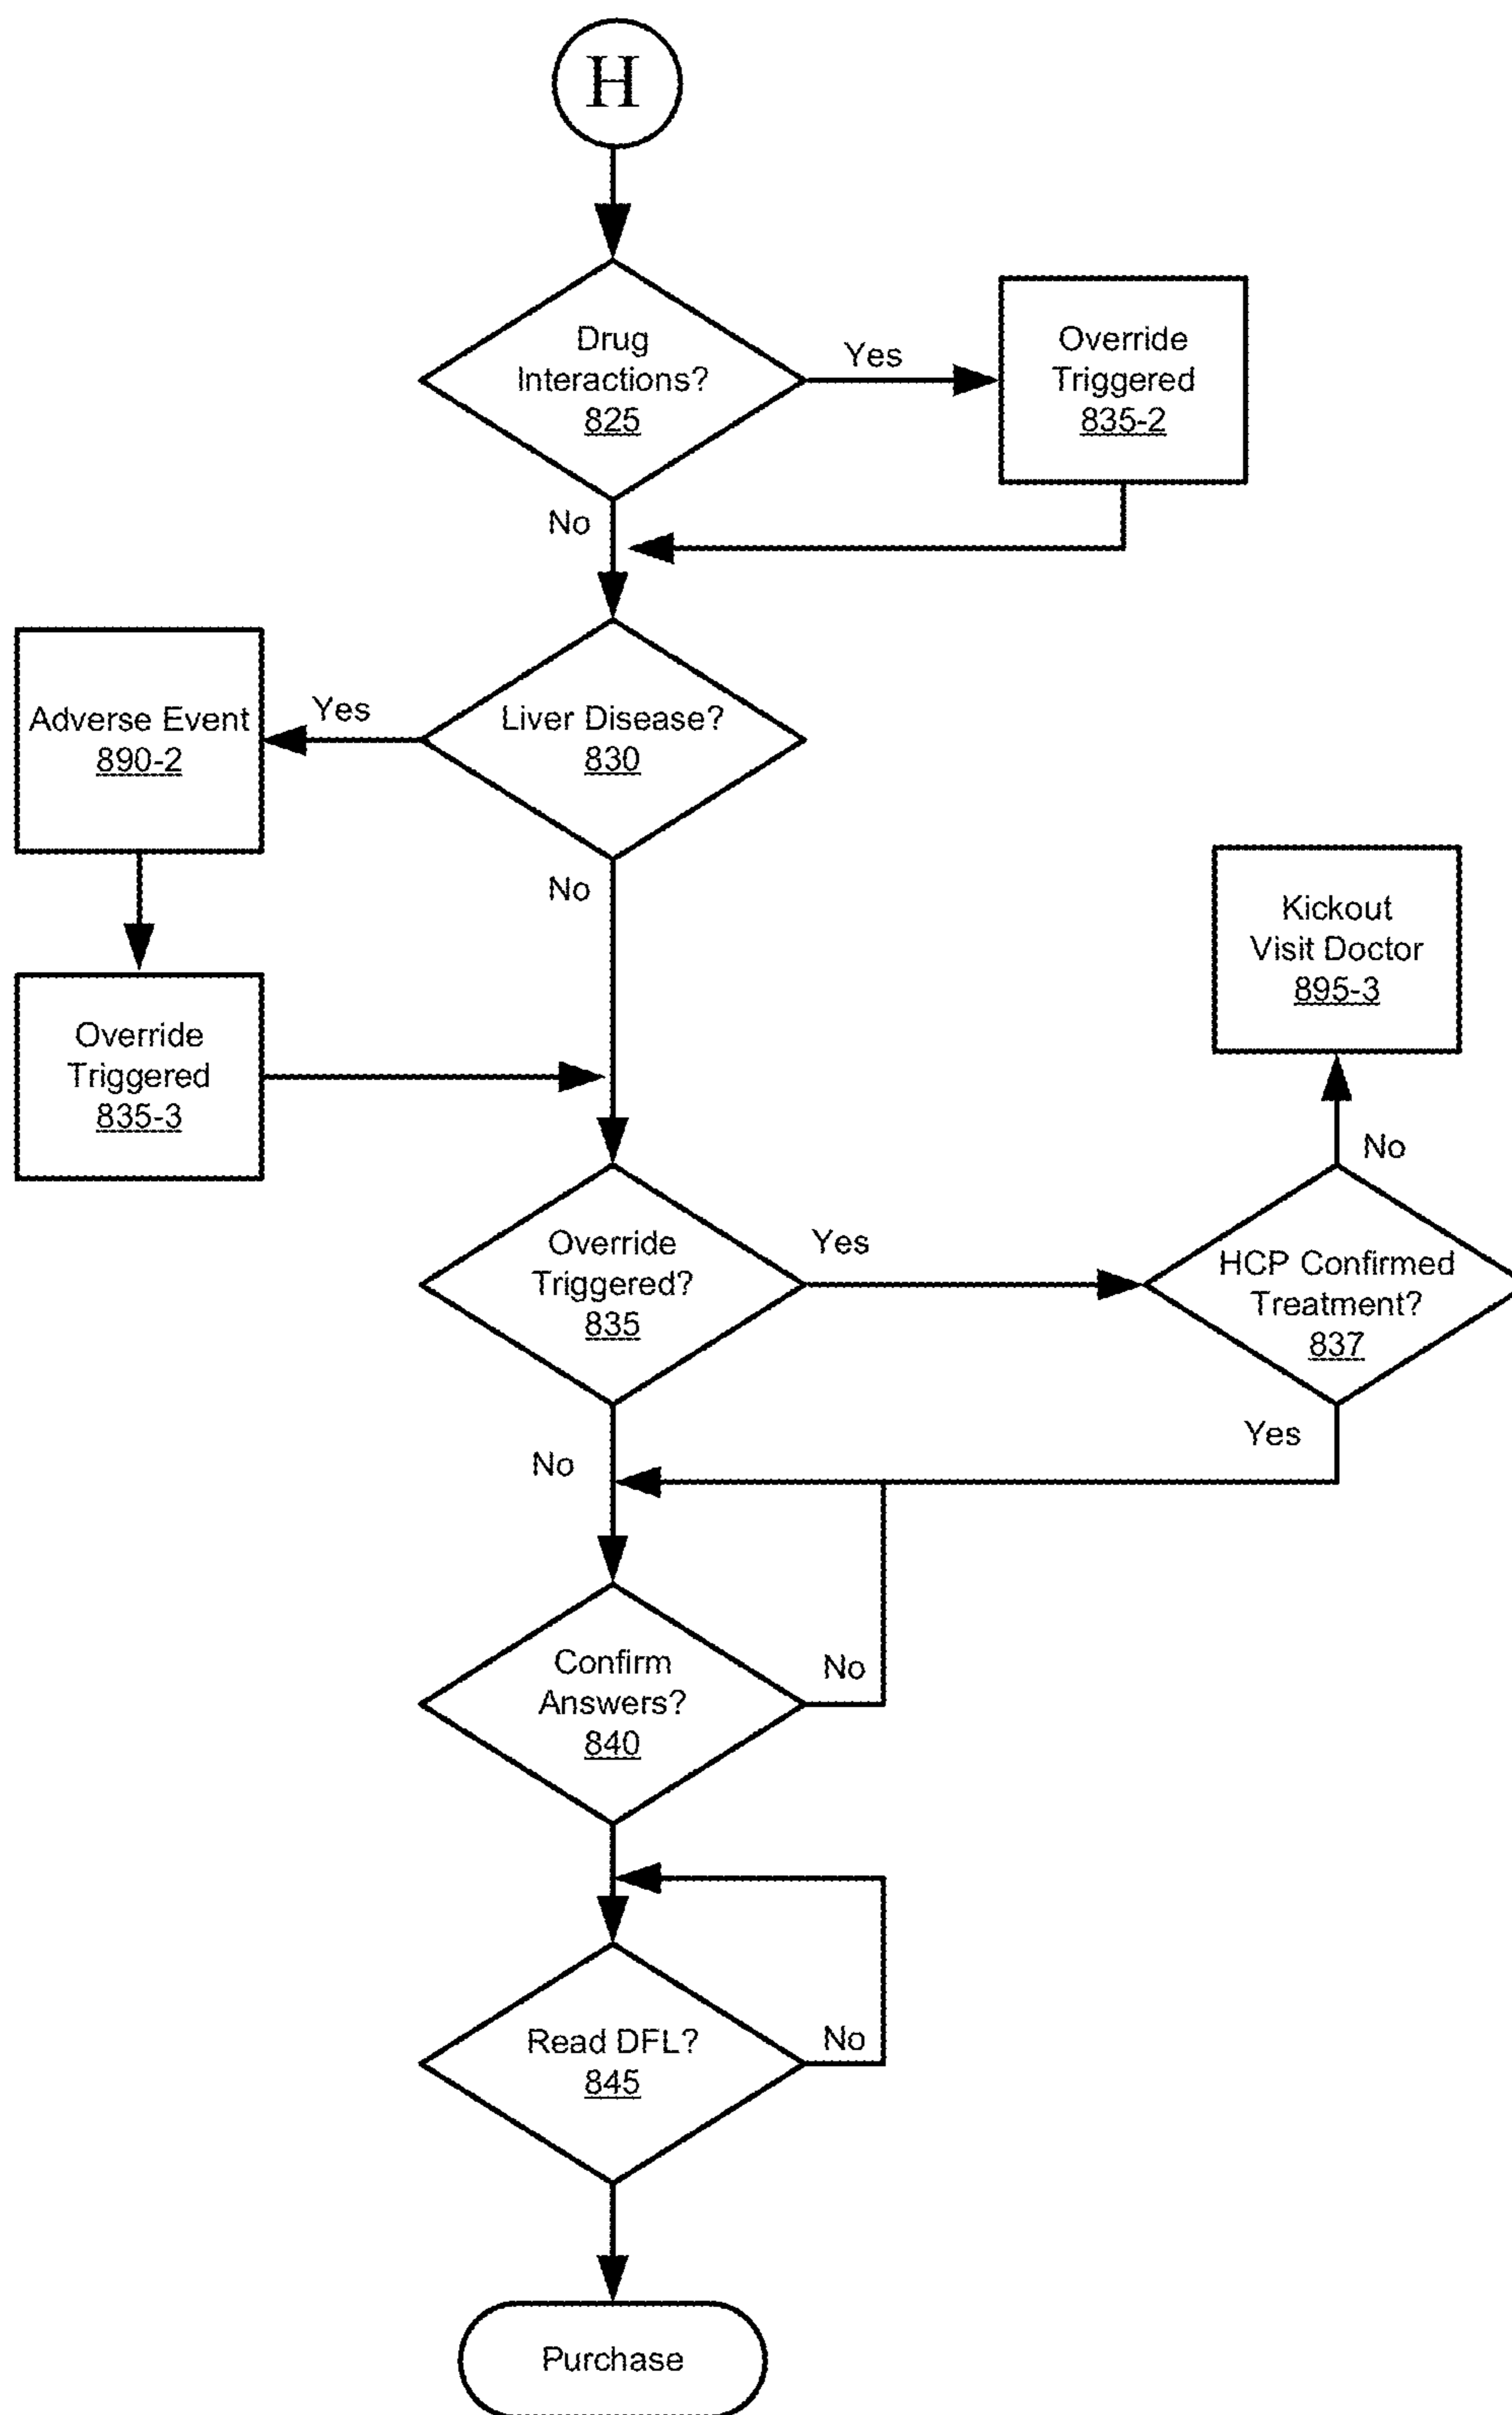 H
Drug
Interactions?
825
Yes
Override
Triggered
835-2
No
Liver Disease?
830
Yes
Adverse Event
890-2
No
Override
Triggered
835-3
Kickout
Visit Doctor
895-3
No
Override
Triggered?
835
Yes
HCP Confirmed
Treatment?
837
Yes
No
Confirm
Answers?
840
No
Read DFL?
845
No
Purchase